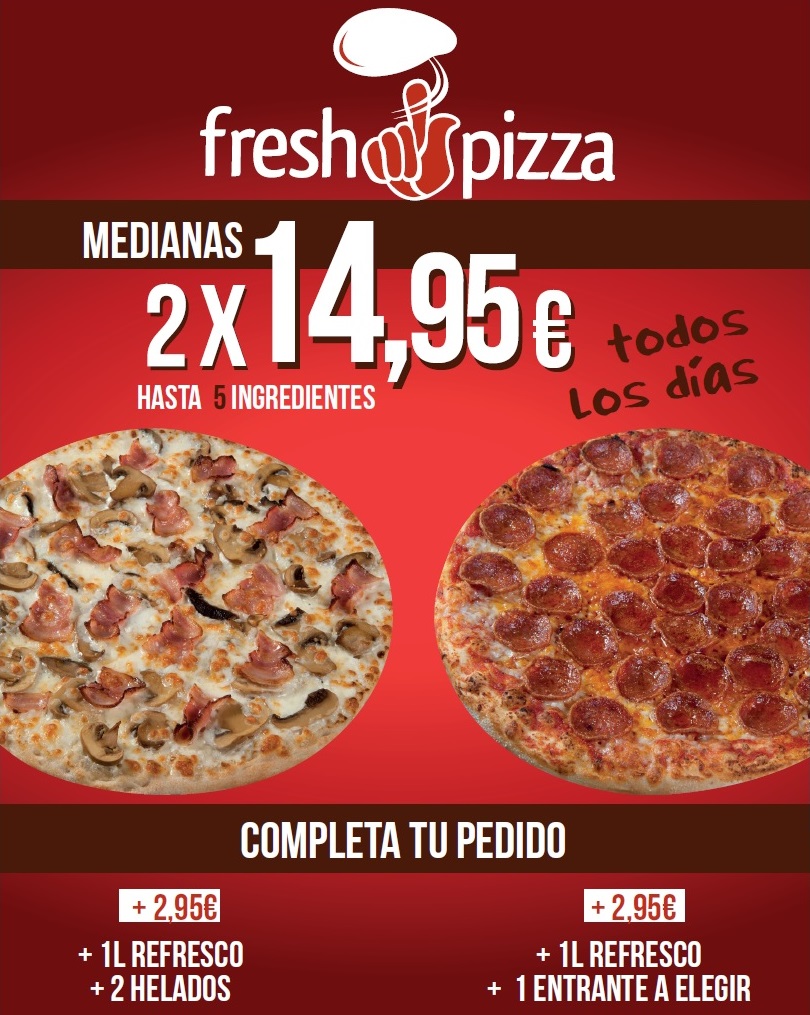 fresh pizza
MEDIANAS
2 X 14,95€
todos
los días
HASTA 5 INGREDIENTES
COMPLETA TU PEDIDO
+ 2,95€
+ 1L REFRESCO
+ 2 HELADOS
+ 2,95€
+ 1L REFRESCO
+ 1 ENTRANTE A ELEGIR